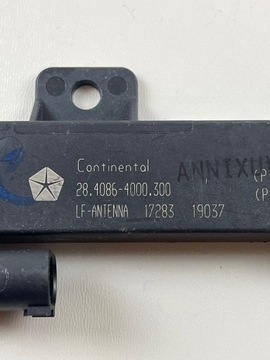 Continental
28.4086-4000.300
LF-ANTENNA 17283 19037
(P
(P